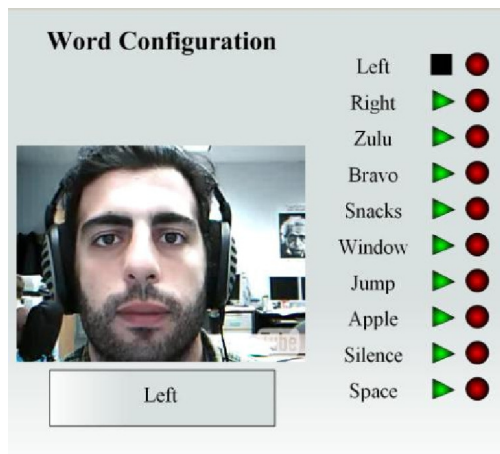 Word Configuration
Left
Right
Zulu
Bravo
Snacks
Window
Jump
Apple
Silence
Space
Left